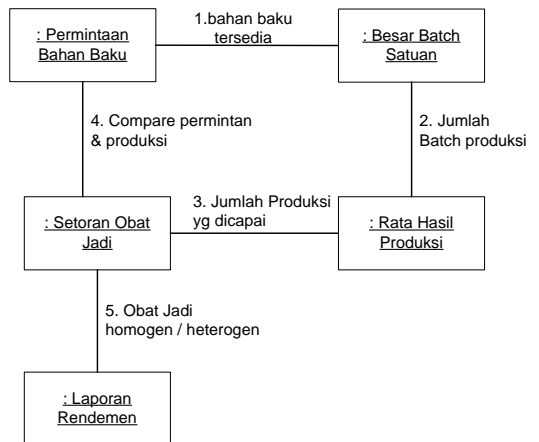 1.bahan baku
tersedia
: Permintaan
Bahan Baku
: Besar Batch
Satuan
4. Compare permintan
& produksi
2. Jumlah
Batch produksi
3. Jumlah Produksi
yg dicapai
: Setoran Obat
Jadi
: Rata Hasil
Produksi
5. Obat Jadi
homogen / heterogen
: Laporan
Rendemen